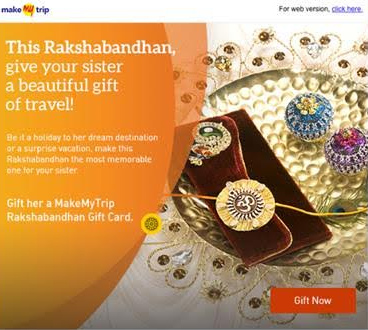 make my trip
For web version, click here.
This Rakshabandhan,
give your sister
a beautiful gift
of travel!
Be it a holiday to her dream destination
or a surprise vacation, make this
Rakshabandhan the most memorable
one for your sister
Gift her a MakeMyTrip
Rakshabandhan Gift Card.
ॐ
Gift Now